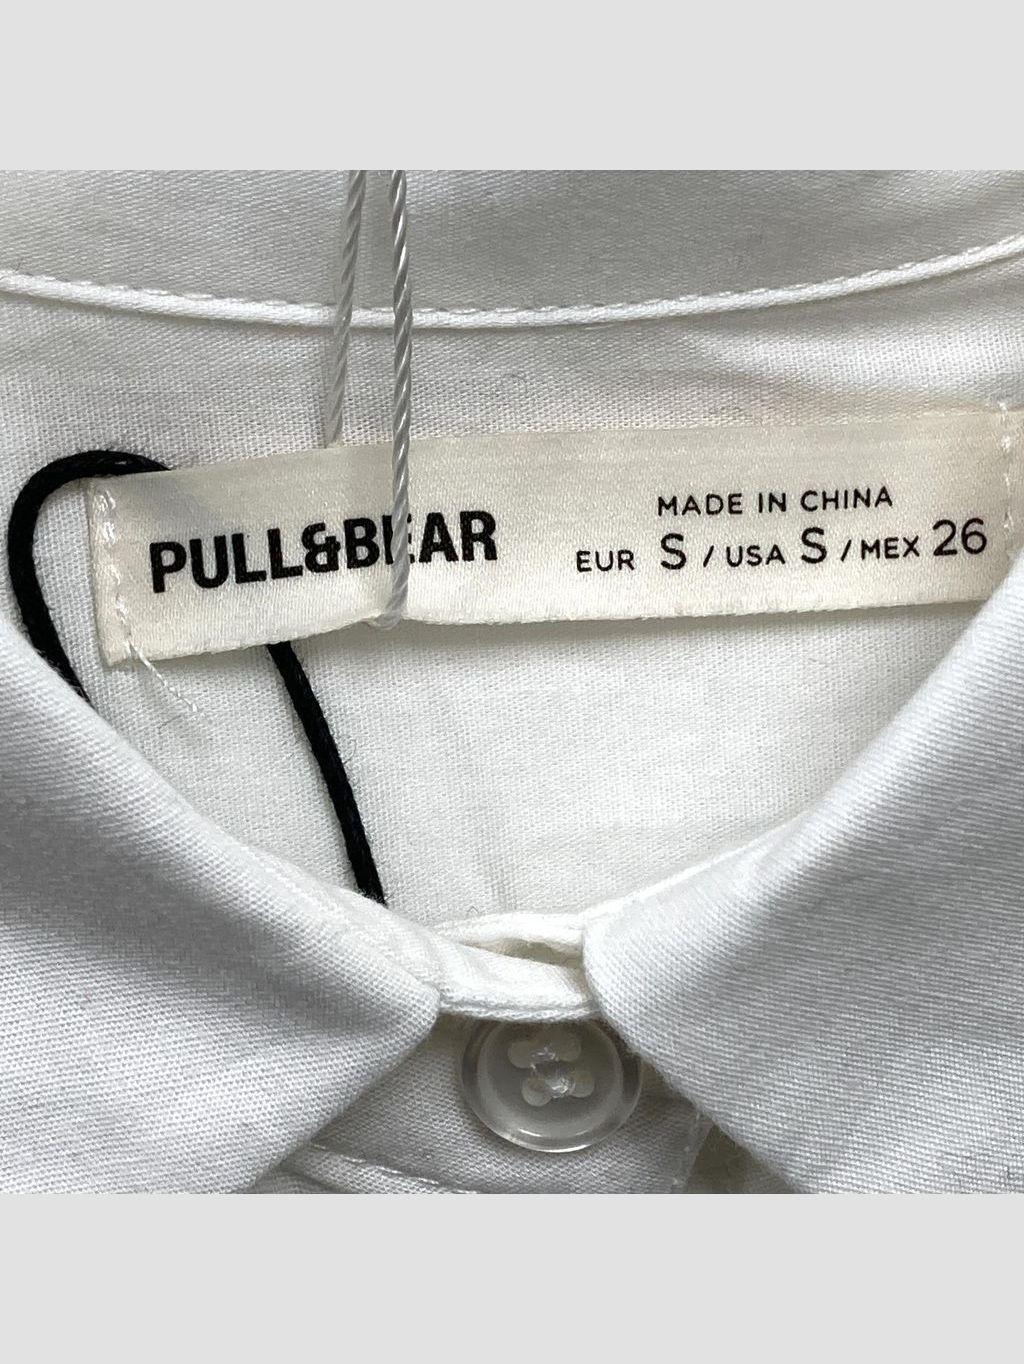 PULL&BEAR
MADE IN CHINA
EUR S / USA S / MEX 26